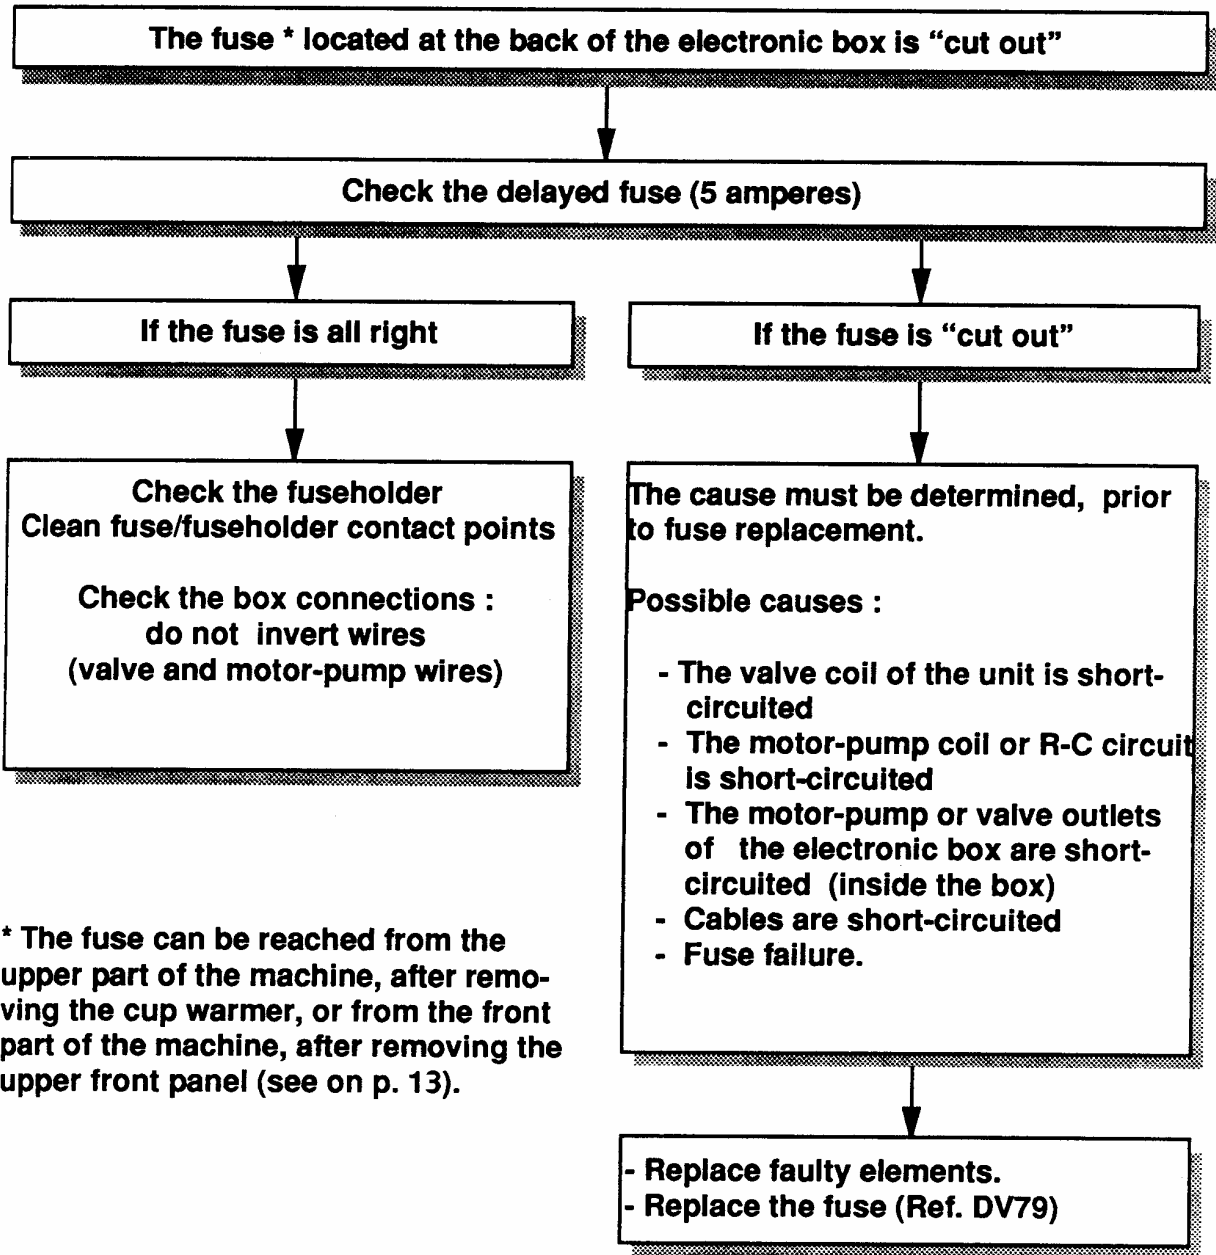 The fuse * located at the back of the electronic box is “cut out”
Check the delayed fuse (5 amperes)
If the fuse is all right
If the fuse is “cut out”
Check the fuseholder
Clean fuse/fuseholder contact points
Check the box connections :
do not invert wires
(valve and motor-pump wires)
The cause must be determined, prior
to fuse replacement.
Possible causes :
- The valve coil of the unit is short-
circuited
- The motor-pump coil or R-C circuit
is short-circuited
- The motor-pump or valve outlets
of the electronic box are short-
circuited (inside the box)
- Cables are short-circuited
- Fuse failure.
* The fuse can be reached from the
upper part of the machine, after remo-
ving the cup warmer, or from the front
part of the machine, after removing the
upper front panel (see on p. 13).
- Replace faulty elements.
- Replace the fuse (Ref. DV79)